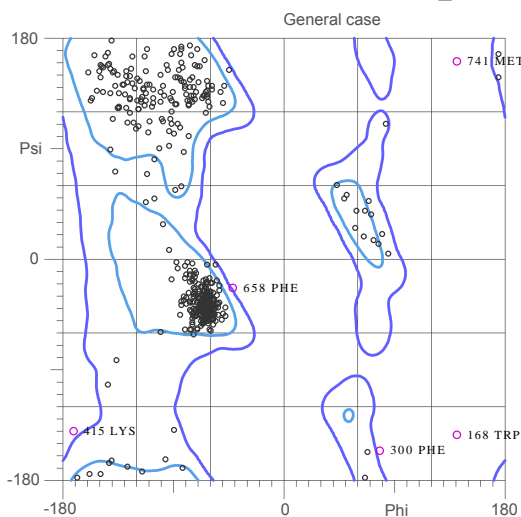 General case
180
741 MET
Psi
0
658 PHE
415 LYS
168 TRP
300 PHE
-180
-180
0
Phi
180